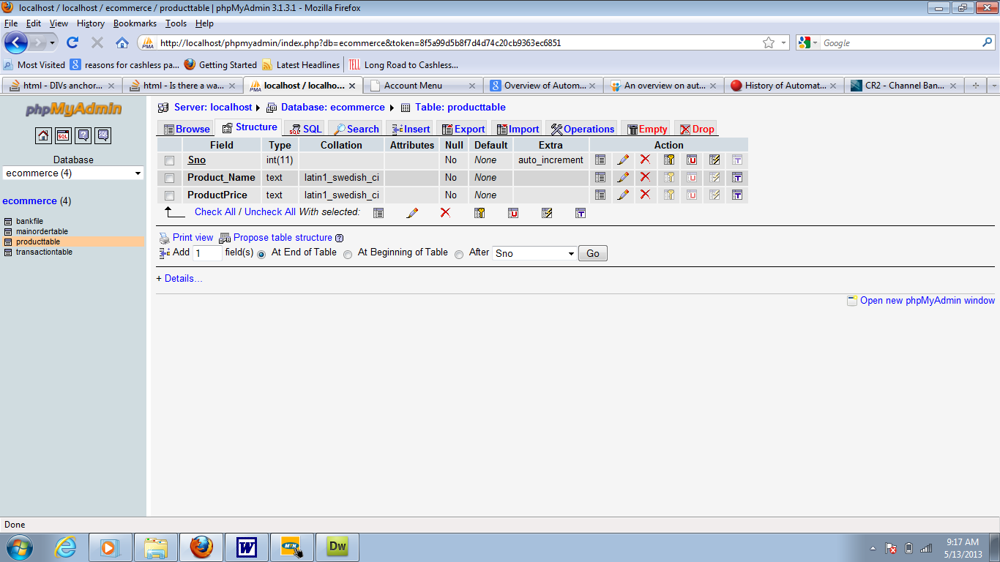 localhost / localhost / ecommerce / producttable | phpMyAdmin 3.1.3.1 - Mozilla Firefox
File Edit View History Bookmarks Tools Help
http://localhost/phpmyadmin/index.php?db=ecommerce&token=8f5a99d5b8f7d4d74c20cb9363ec6851 Google
Most Visited reasons for cashless pa... Getting Started Latest Headlines Long Road to Cashless...
html - DIVs anchor... html - Is there a wa... localhost / localho... Account Menu Overview of Autom... An overview on aut... History of Automat... CR2 - Channel Ban...
phpMyAdmin
SQL
Database
ecommerce (4)
ecommerce (4)
bankfile
mainordertable
producttable
transactiontable
Server: localhost Database: ecommerce Table: producttable
Browse Structure SQL Search Insert Export Import Operations Empty Drop
Field Type Collation Attributes Null Default Extra Action
Sno int(11) No None auto_increment
Product_Name text latin1_swedish_ci No None
ProductPrice text latin1_swedish_ci No None
Check All / Uncheck All With selected:
Print view Propose table structure
Add 1 field(s) At End of Table At Beginning of Table After Sno Go
+ Details...
Open new phpMyAdmin window
Done
W MTN Dw
9:17 AM
5/13/2013